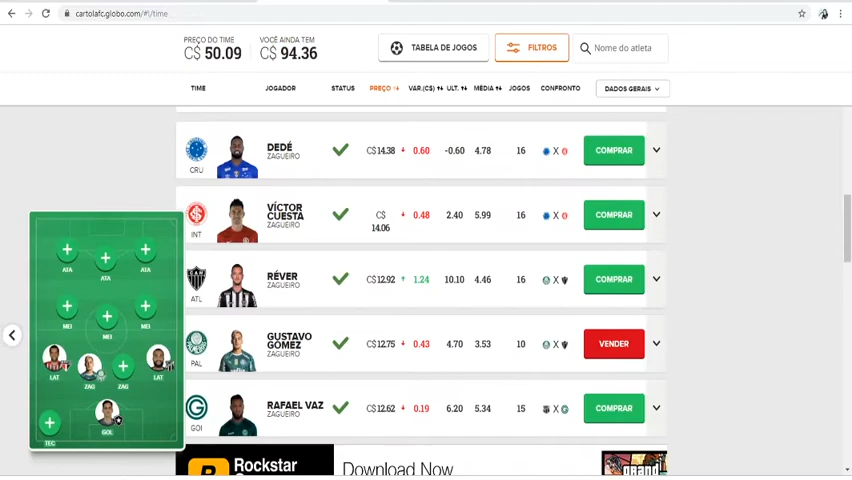 cartolafc.globo.com/#!/time
PREÇO DO TIME
C$ 50.09
VOCÊ AINDA TEM
C$ 94.36
TABELA DE JOGOS
FILTROS
Nome do atleta
TIME JOGADOR STATUS PREÇO VAR.(C$) ULT. MÉDIA JOGOS CONFRONTO DADOS GERAIS
CRU
DEDÉ
ZAGUEIRO
C$ 14.38 0.60 -0.60 4.78 16 X COMPRAR
INT
VÍCTOR
CUESTA
ZAGUEIRO
C$
14.06
0.48 2.40 5.99 16 X COMPRAR
ATL
RÉVER
ZAGUEIRO
C$12.92 1.24 10.10 4.46 16 X COMPRAR
PAL
GUSTAVO
GÓMEZ
ZAGUEIRO
C$12.75 0.43 4.70 3.53 10 X VENDER
GOI
RAFAEL VAZ
ZAGUEIRO
C$12.62 0.19 6.20 5.34 15 X COMPRAR
ATA ATA ATA
MEI MEI MEI
LAT ZAG ZAG LAT
TEC GOL
R Rockstar
Download Now
GRAND